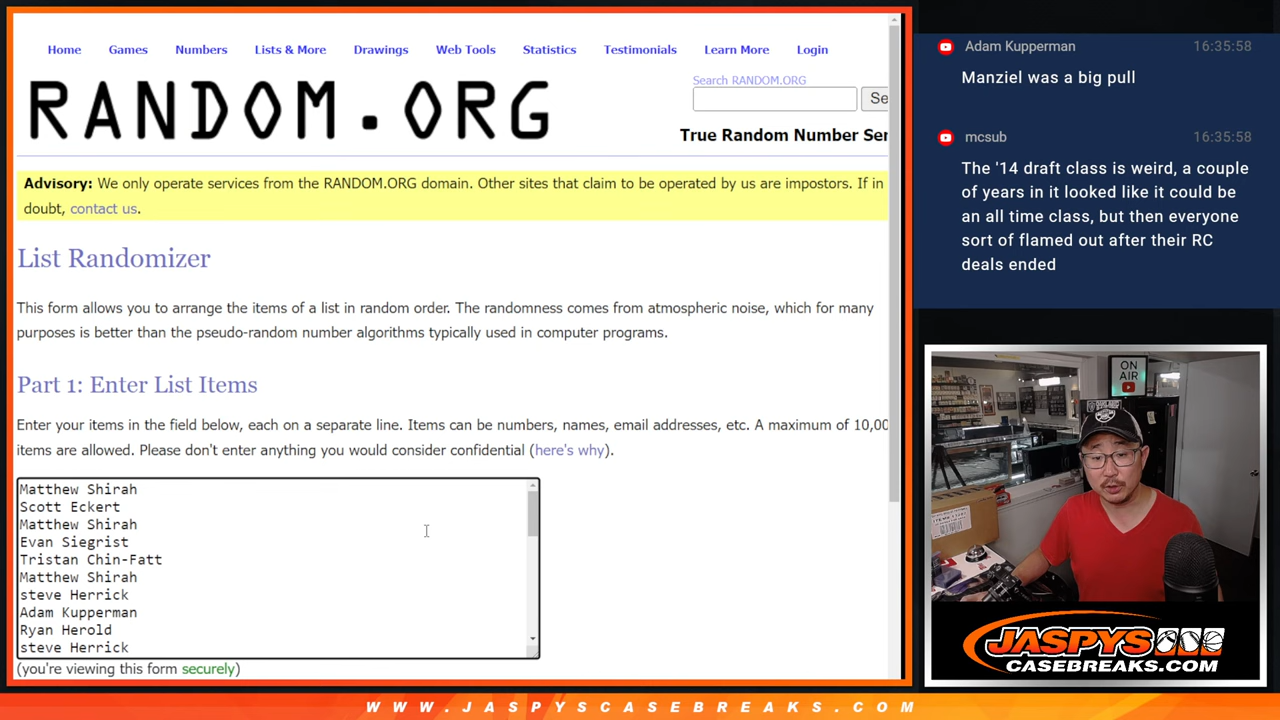 Home Games Numbers Lists & More Drawings Web Tools Statistics Testimonials Learn More Login
RANDOM.ORG
Search RANDOM.ORG
Se
True Random Number Ser
Advisory: We only operate services from the RANDOM.ORG domain. Other sites that claim to be operated by us are impostors. If in
doubt, contact us.
List Randomizer
This form allows you to arrange the items of a list in random order. The randomness comes from atmospheric noise, which for many
purposes is better than the pseudo-random number algorithms typically used in computer programs.
Part 1: Enter List Items
Enter your items in the field below, each on a separate line. Items can be numbers, names, email addresses, etc. A maximum of 10,00
items are allowed. Please don't enter anything you would consider confidential (here's why).
Matthew Shirah
Scott Eckert
Matthew Shirah
Evan Siegrist
Tristan Chin-Fatt
Matthew Shirah
steve Herrick
Adam Kupperman
Ryan Herold
steve Herrick
(you're viewing this form securely)
Adam Kupperman 16:35:58
Manziel was a big pull
mcsub 16:35:58
The '14 draft class is weird, a couple
of years in it looked like it could be
an all time class, but then everyone
sort of flamed out after their RC
deals ended
ON
AIR
JASPYS
CASEBREAKS.COM
WWW.JASPYSCASEBREAKS.COM